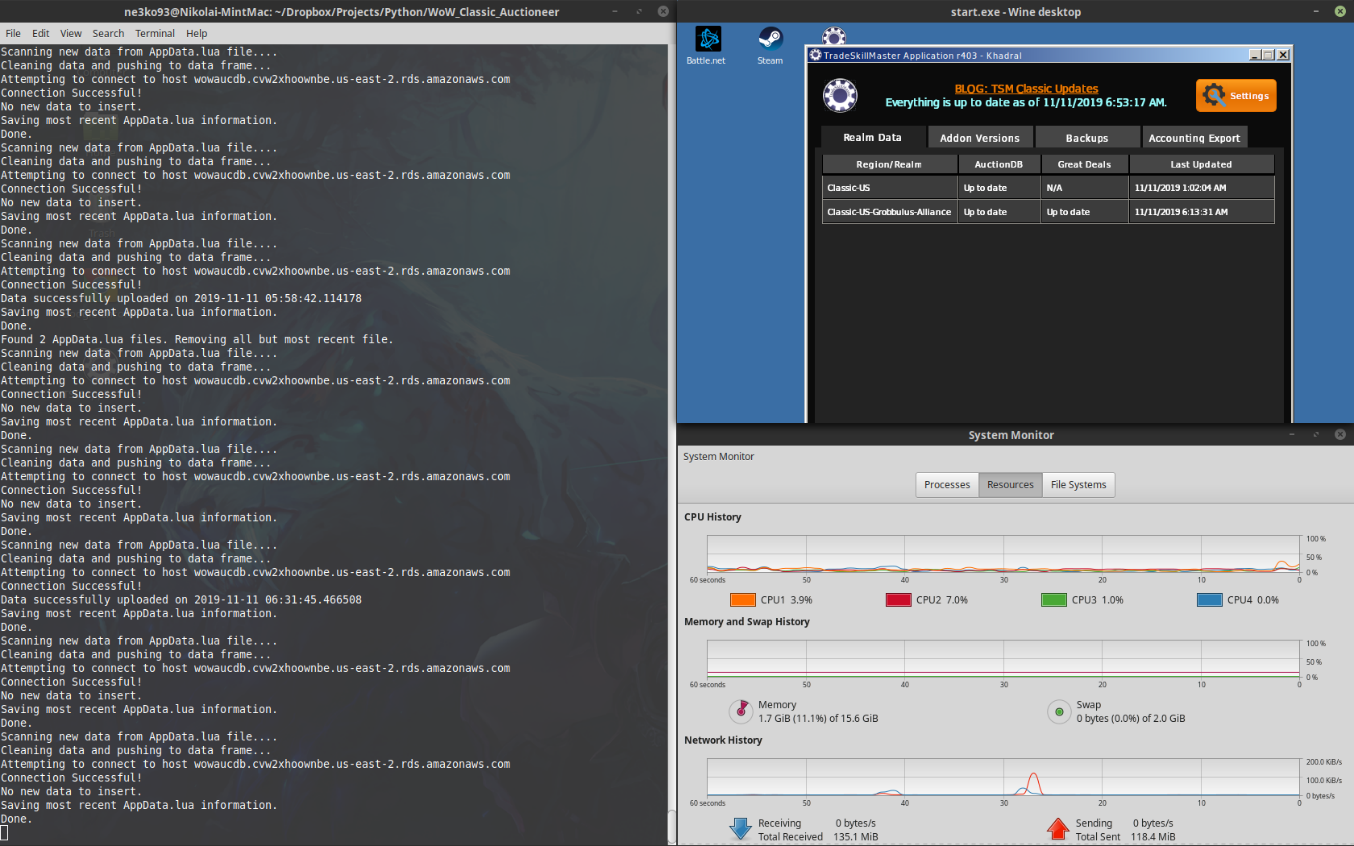 ne3ko93@Nikolai-MintMac: ~/Dropbox/Projects/Python/WoW_Classic_Auctioneer
File Edit View Search Terminal Help
Scanning new data from AppData.lua file....
Cleaning data and pushing to data frame...
Attempting to connect to host wowaucdb.cvw2xhoownbe.us-east-2.rds.amazonaws.com
Connection Successful!
No new data to insert.
Saving most recent AppData.lua information.
Done.
Scanning new data from AppData.lua file....
Cleaning data and pushing to data frame...
Attempting to connect to host wowaucdb.cvw2xhoownbe.us-east-2.rds.amazonaws.com
Connection Successful!
No new data to insert.
Saving most recent AppData.lua information.
Done.
Scanning new data from AppData.lua file....
Cleaning data and pushing to data frame...
Attempting to connect to host wowaucdb.cvw2xhoownbe.us-east-2.rds.amazonaws.com
Connection Successful!
Data successfully uploaded on 2019-11-11 05:58:42.114178
Saving most recent AppData.lua information.
Done.
Found 2 AppData.lua files. Removing all but most recent file.
Scanning new data from AppData.lua file....
Cleaning data and pushing to data frame...
Attempting to connect to host wowaucdb.cvw2xhoownbe.us-east-2.rds.amazonaws.com
Connection Successful!
No new data to insert.
Saving most recent AppData.lua information.
Done.
Scanning new data from AppData.lua file....
Cleaning data and pushing to data frame...
Attempting to connect to host wowaucdb.cvw2xhoownbe.us-east-2.rds.amazonaws.com
Connection Successful!
No new data to insert.
Saving most recent AppData.lua information.
Done.
Scanning new data from AppData.lua file....
Cleaning data and pushing to data frame...
Attempting to connect to host wowaucdb.cvw2xhoownbe.us-east-2.rds.amazonaws.com
Connection Successful!
Data successfully uploaded on 2019-11-11 06:31:45.466508
Saving most recent AppData.lua information.
Done.
Scanning new data from AppData.lua file....
Cleaning data and pushing to data frame...
Attempting to connect to host wowaucdb.cvw2xhoownbe.us-east-2.rds.amazonaws.com
Connection Successful!
No new data to insert.
Saving most recent AppData.lua information.
Done.
Scanning new data from AppData.lua file....
Cleaning data and pushing to data frame...
Attempting to connect to host wowaucdb.cvw2xhoownbe.us-east-2.rds.amazonaws.com
Connection Successful!
No new data to insert.
Saving most recent AppData.lua information.
Done.
Trash
start.exe - Wine desktop
Battle.net Steam
TradeSkillMaster Application r403 - Khadral
BLOG: TSM Classic Updates
Everything is up to date as of 11/11/2019 6:53:17 AM.
Settings
Realm Data Addon Versions Backups Accounting Export
Region/Realm AuctionDB Great Deals Last Updated
Classic-US Up to date N/A 11/11/2019 1:02:04 AM
Classic-US-Grobbulus-Alliance Up to date Up to date 11/11/2019 6:13:31 AM
System Monitor
System Monitor
Processes Resources File Systems
CPU History
100 %
50 %
0 %
60 seconds 50 40 30 20 10 0
CPU1 3.9% CPU2 7.0% CPU3 1.0% CPU4 0.0%
Memory and Swap History
100 %
50 %
0 %
60 seconds 50 40 30 20 10 0
Memory
1.7 GiB (11.1%) of 15.6 GiB
Swap
0 bytes (0.0%) of 2.0 GiB
Network History
200.0 KiB/s
100.0 KiB/s
0 bytes/s
60 seconds 50 40 30 20 10 0
Receiving 0 bytes/s
Total Received 135.1 MiB
Sending 0 bytes/s
Total Sent 118.4 MiB